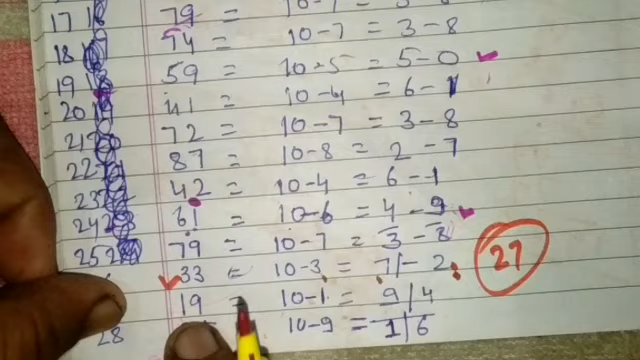 17 79 = 10-7 = 3-8
18 74 = 10-7 = 3-8
19 59 = 10-5 = 5-0
20 41 = 10-4 = 6-1
21 72 = 10-7 = 3-8
22 87 = 10-8 = 2-7
23 42 = 10-4 = 6-1
24 61 = 10-6 = 4-9
25 79 = 10-7 = 3-8
33 = 10-3 = 7/-2 27
19 = 10-1 = 9/4
28 10-9 = 1/6